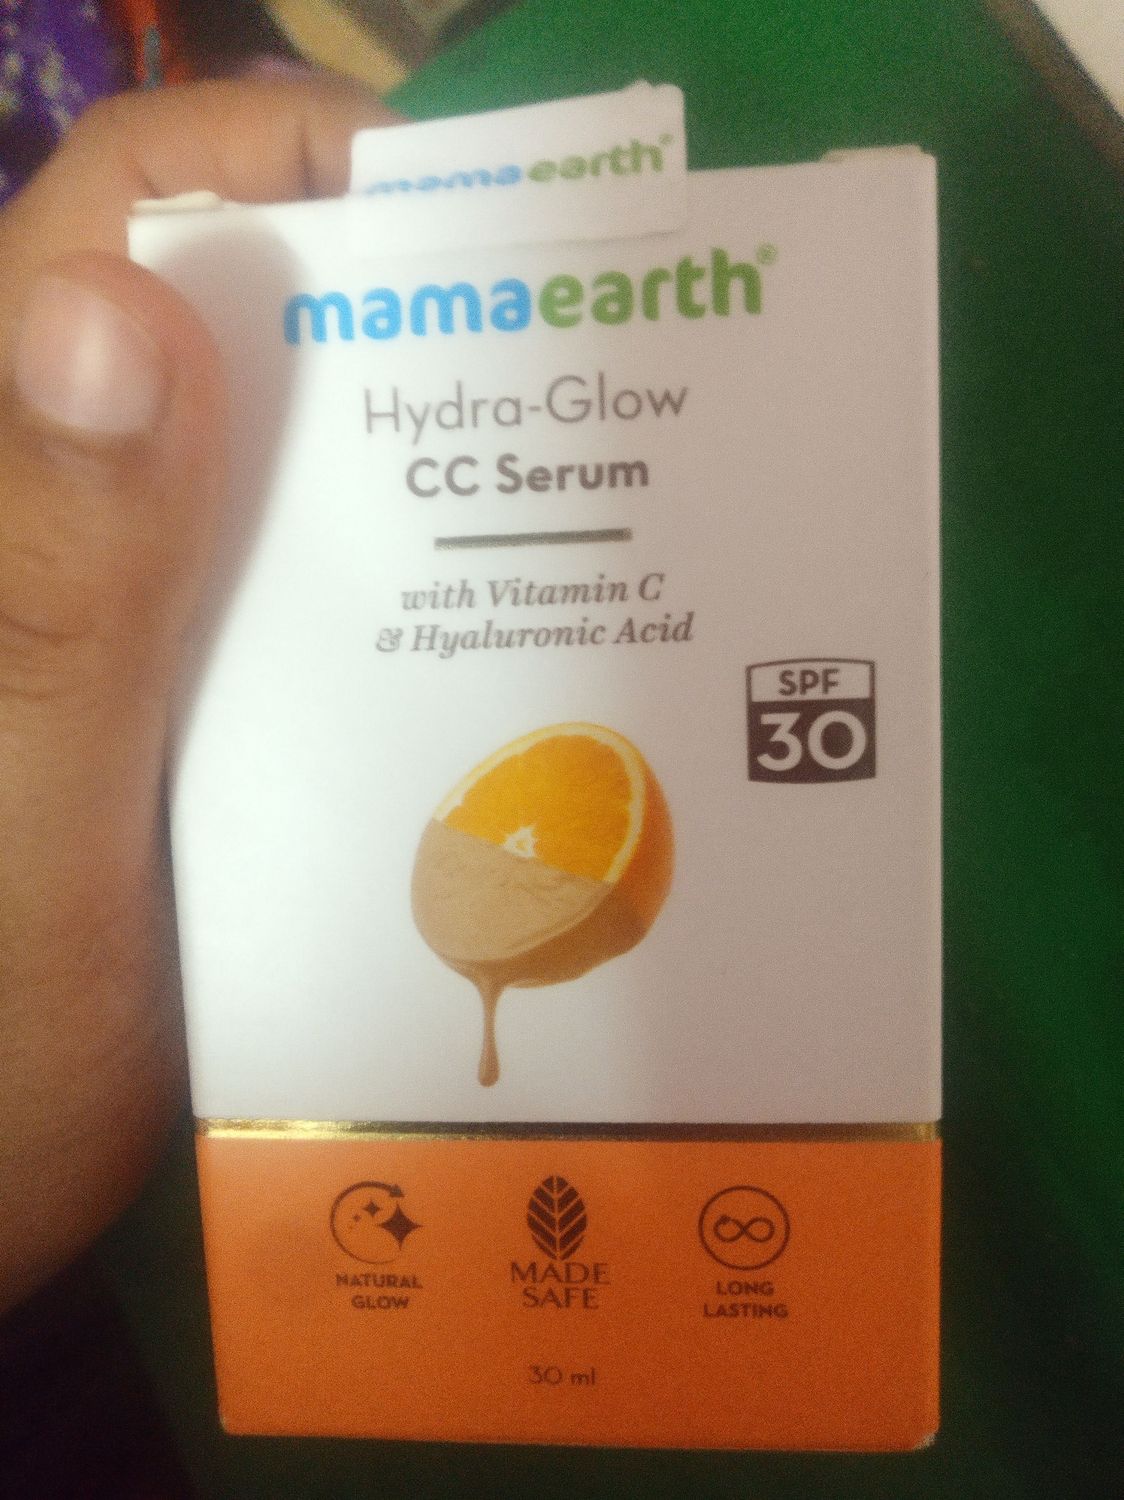 mamaearth®
mamaearth®
Hydra-Glow
CC Serum
with Vitamin C
& Hyaluronic Acid
SPF
30
NATURAL
GLOW
MADE
SAFE
LONG
LASTING
30 ml